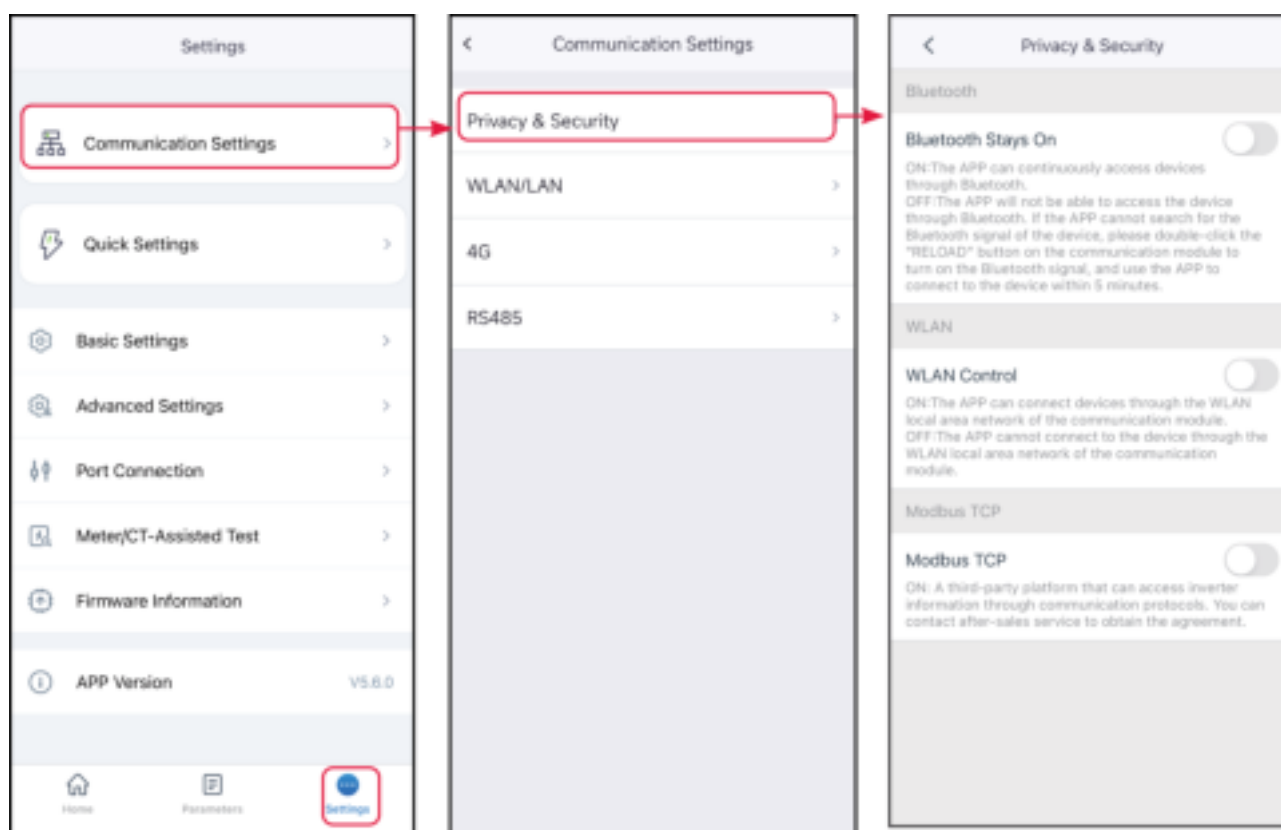 Settings
Communication Settings
Quick Settings
Basic Settings
Advanced Settings
Port Connection
Meter/CT-Assisted Test
Firmware Information
APP Version V5.6.0
Home Parameters Settings
Communication Settings
Privacy & Security
WLAN/LAN
4G
RS485
Privacy & Security
Bluetooth
Bluetooth Stays On
ON:The APP can continuously access devices
through Bluetooth.
OFF:The APP will not be able to access the device
through Bluetooth. If the APP cannot search for the
Bluetooth signal of the device, please double-click the
"RELOAD" button on the communication module to
turn on the Bluetooth signal, and use the APP to
connect to the device within 5 minutes.
WLAN
WLAN Control
ON:The APP can connect devices through the WLAN
local area network of the communication module.
OFF:The APP cannot connect to the device through the
WLAN local area network of the communication
module.
Modbus TCP
Modbus TCP
ON: A third-party platform that can access inverter
information through communication protocols. You can
contact after-sales service to obtain the agreement.